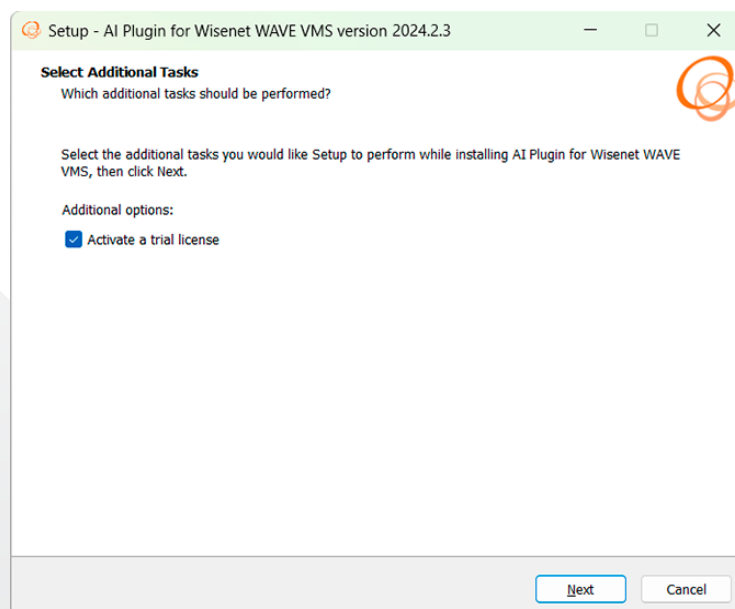 Setup - AI Plugin for Wisenet WAVE VMS version 2024.2.3
Select Additional Tasks
Which additional tasks should be performed?
Select the additional tasks you would like Setup to perform while installing AI Plugin for Wisenet WAVE
VMS, then click Next.
Additional options:
Activate a trial license
Next
Cancel